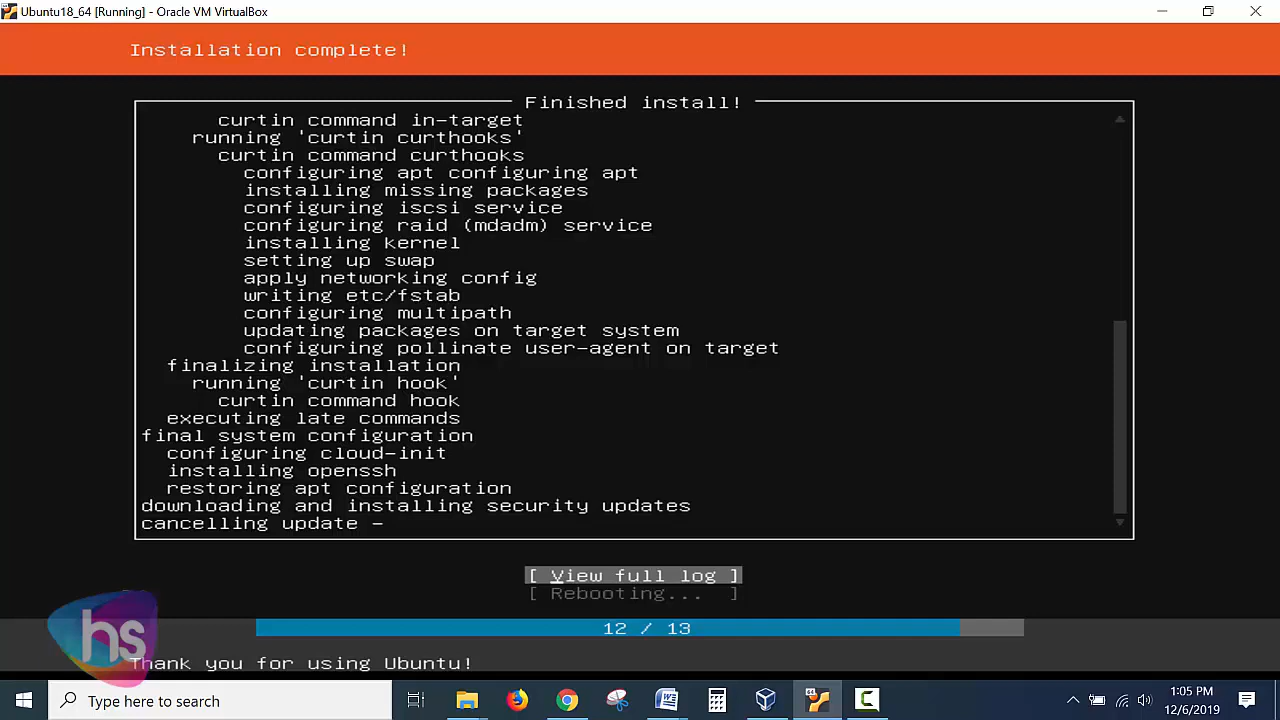 Ubuntu18_64 [Running] - Oracle VM VirtualBox
Installation complete!
Finished install!
curtin command in-target
running 'curtin curthooks'
curtin command curthooks
configuring apt configuring apt
installing missing packages
configuring iscsi service
configuring raid (mdadm) service
installing kernel
setting up swap
apply networking config
writing etc/fstab
configuring multipath
updating packages on target system
configuring pollinate user-agent on target
finalizing installation
running 'curtin hook'
curtin command hook
executing late commands
final system configuration
configuring cloud-init
installing openssh
restoring apt configuration
downloading and installing security updates
cancelling update -
[ View full log ]
[ Rebooting... ]
12 / 13
hs
Thank you for using Ubuntu!
Type here to search
1:05 PM
12/6/2019